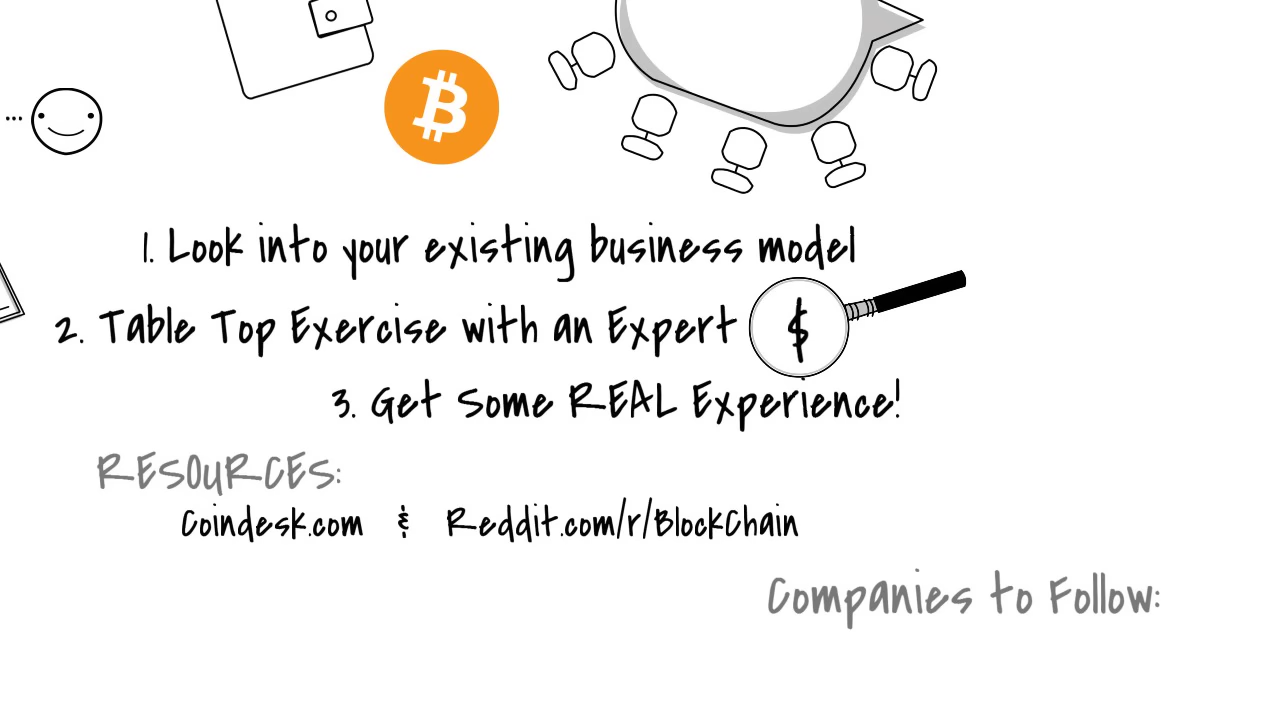 1. Look into your existing business model
2. Table Top Exercise with an Expert $
3. Get Some REAL Experience!
RESOURCES:
Coindesk.com & Reddit.com/r/BlockChain
Companies to Follow: